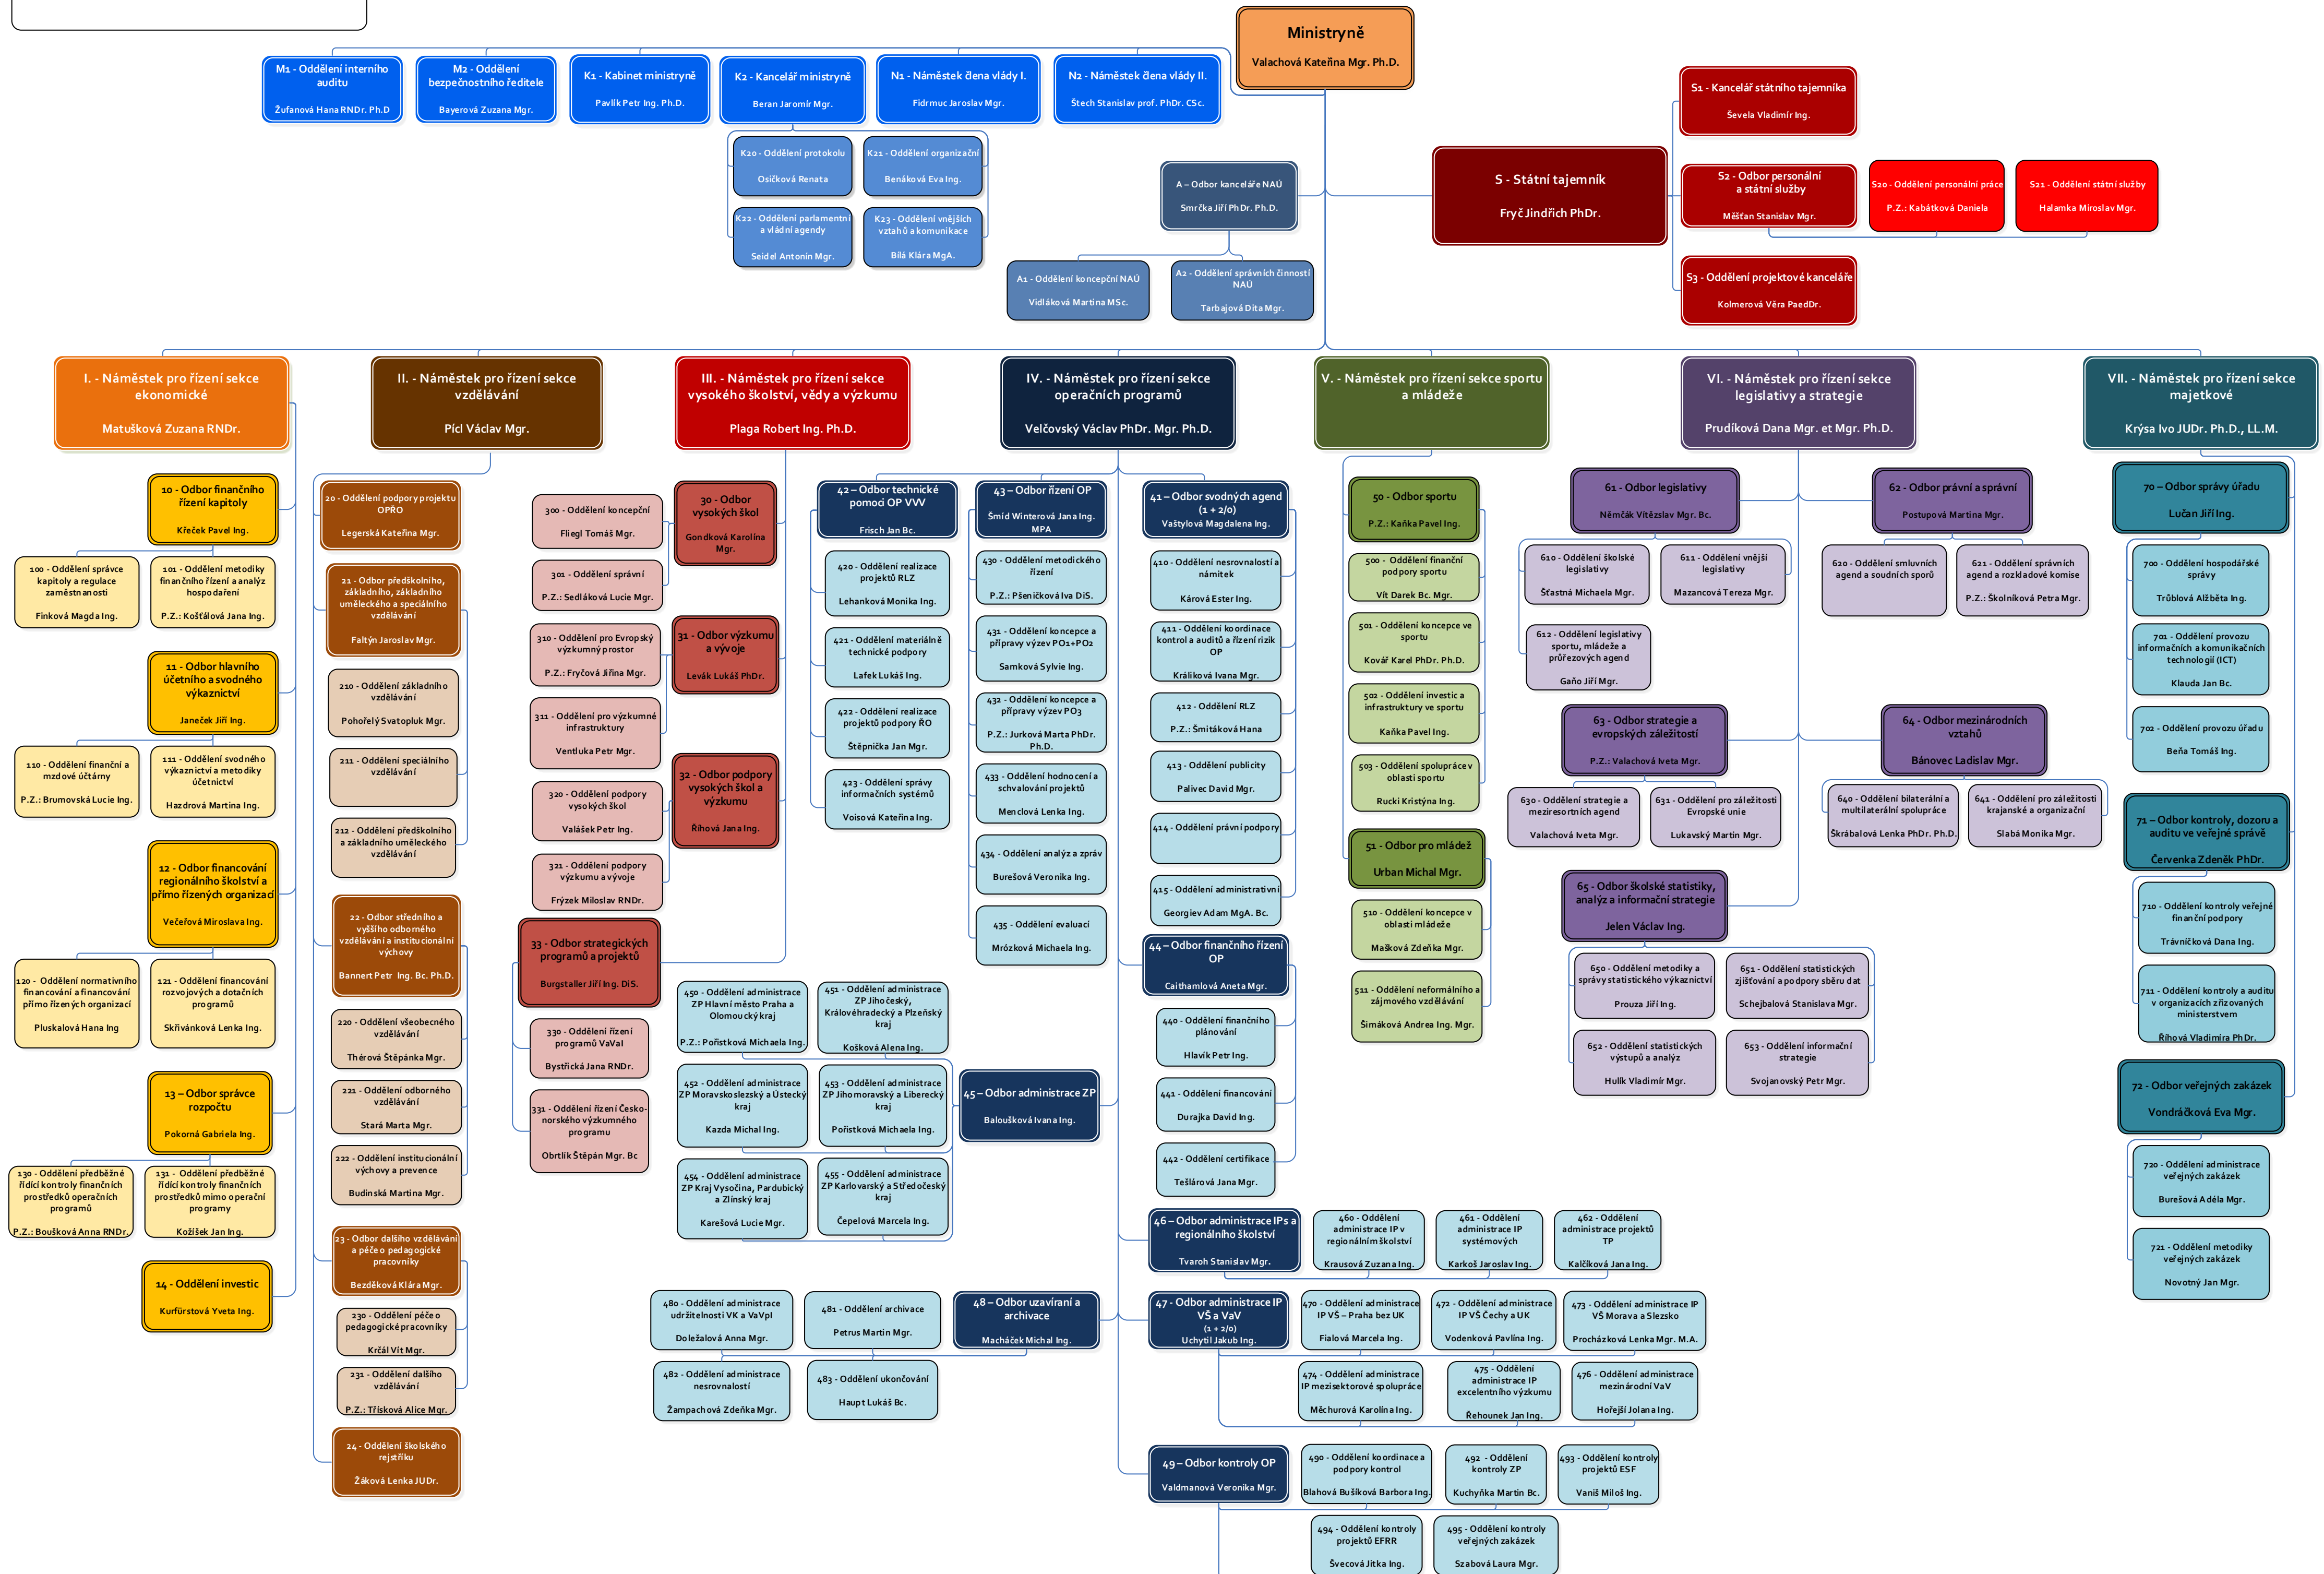 Ministryně
Valachová Kateřina Mgr. Ph.D.
M1 - Oddělení interního
auditu
Žufanová Hana RNDr. Ph.D
M2 - Oddělení
bezpečnostního ředitele
Bayerová Zuzana Mgr.
K1 - Kabinet ministryně
Pavlík Petr Ing. Ph.D.
K2 - Kancelář ministryně
Beran Jaromír Mgr.
N1 - Náměstek člena vlády I.
Fidrmuc Jaroslav Mgr.
N2 - Náměstek člena vlády II.
Štech Stanislav prof. PhDr. CSc.
K20 - Oddělení protokolu
Osičková Renata
K21 - Oddělení organizační
Benáková Eva Ing.
K22 - Oddělení parlamentní
a vládní agendy
Seidel Antonín Mgr.
K23 - Oddělení vnějších
vztahů a komunikace
Bílá Klára MgA.
A – Odbor kanceláře NAÚ
Smrčka Jiří PhDr. Ph.D.
A1 - Oddělení koncepční NAÚ
Vidláková Martina MSc.
A2 - Oddělení správních činností
NAÚ
Tarbajová Dita Mgr.
S - Státní tajemník
Fryč Jindřich PhDr.
S1 - Kancelář státního tajemníka
Ševela Vladimír Ing.
S2 - Odbor personální
a státní služby
Měšťan Stanislav Mgr.
S20 - Oddělení personální práce
P.Z.: Kabátková Daniela
S21 - Oddělení státní služby
Halamka Miroslav Mgr.
S3 - Oddělení projektové kanceláře
Kolmerová Věra PaedDr.
I. - Náměstek pro řízení sekce
ekonomické
Matušková Zuzana RNDr.
II. - Náměstek pro řízení sekce
vzdělávání
Pícl Václav Mgr.
III. - Náměstek pro řízení sekce
vysokého školství, vědy a výzkumu
Plaga Robert Ing. Ph.D.
IV. - Náměstek pro řízení sekce
operačních programů
Velčovský Václav PhDr. Mgr. Ph.D.
V. - Náměstek pro řízení sekce sportu
a mládeže
VI. - Náměstek pro řízení sekce
legislativy a strategie
Prudíková Dana Mgr. et Mgr. Ph.D.
VII. - Náměstek pro řízení sekce
majetkové
Krýsa Ivo JUDr. Ph.D., LL.M.
10 - Odbor finančního
řízení kapitoly
Křeček Pavel Ing.
100 - Oddělení správce
kapitoly a regulace
zaměstnanosti
Finková Magda Ing.
101 - Oddělení metodiky
finančního řízení a analýz
hospodaření
P.Z.: Košťálová Jana Ing.
11 - Odbor hlavního
účetního a svodného
výkaznictví
Janeček Jiří Ing.
110 - Oddělení finanční a
mzdové účtárny
P.Z.: Brumovská Lucie Ing.
111 - Oddělení svodného
výkaznictví a metodiky
účetnictví
Hazdrová Martina Ing.
12 - Odbor financování
regionálního školství a
přímo řízených organizací
Večeřová Miroslava Ing.
120 - Oddělení normativního
financování a financování
přímo řízených organizací
Pluskalová Hana Ing
121 - Oddělení financování
rozvojových a dotačních
programů
Skřivánková Lenka Ing.
13 – Odbor správce
rozpočtu
Pokorná Gabriela Ing.
130 - Oddělení předběžné
řídící kontroly finančních
prostředků operačních
programů
P.Z.: Boušková Anna RNDr.
131 - Oddělení předběžné
řídící kontroly finančních
prostředků mimo operační
programy
Kožíšek Jan Ing.
14 - Oddělení investic
Kurfürstová Yveta Ing.
20 - Oddělení podpory projektu
OPŘO
Legerská Kateřina Mgr.
21 - Odbor předškolního,
základního, základního
uměleckého a speciálního
vzdělávání
Faltýn Jaroslav Mgr.
210 - Oddělení základního
vzdělávání
Pohořelý Svatopluk Mgr.
211 - Oddělení speciálního
vzdělávání
212 - Oddělení předškolního
a základního uměleckého
vzdělávání
22 - Odbor středního a
vyššího odborného
vzdělávání a institucionální
výchovy
Bannert Petr Ing. Bc. Ph.D.
220 - Oddělení všeobecného
vzdělávání
Thérová Štěpánka Mgr.
221 - Oddělení odborného
vzdělávání
Stará Marta Mgr.
222 - Oddělení institucionální
výchovy a prevence
Budinská Martina Mgr.
23 - Odbor dalšího vzdělávání
a péče o pedagogické
pracovníky
Bezděková Klára Mgr.
230 - Oddělení péče o
pedagogické pracovníky
Krčál Vít Mgr.
231 - Oddělení dalšího
vzdělávání
P.Z.: Třísková Alice Mgr.
24 - Oddělení školského
rejstříku
Žáková Lenka JUDr.
300 - Oddělení koncepční
Fliegl Tomáš Mgr.
30 - Odbor
vysokých škol
Gondková Karolína
Mgr.
301 - Oddělení správní
P.Z.: Sedláková Lucie Mgr.
310 - Oddělení pro Evropský
výzkumný prostor
P.Z.: Fryčová Jiřina Mgr.
31 - Odbor výzkumu
a vývoje
Levák Lukáš PhDr.
311 - Oddělení pro výzkumné
infrastruktury
Ventluka Petr Mgr.
32 - Odbor podpory
vysokých škol a
výzkumu
Říhová Jana Ing.
320 - Oddělení podpory
vysokých škol
Valášek Petr Ing.
321 - Oddělení podpory
výzkumu a vývoje
Frýzek Miloslav RNDr.
33 - Odbor strategických
programů a projektů
Burgstaller Jiří Ing. DiS.
330 - Oddělení řízení
programů VaVaI
Bystřická Jana RNDr.
331 - Oddělení řízení Česko-
norského výzkumného
programu
Obrtlík Štěpán Mgr. Bc
42 – Odbor technické
pomoci OP VVV
Frisch Jan Bc.
420 - Oddělení realizace
projektů RLZ
Lehanková Monika Ing.
421 - Oddělení materiálně
technické podpory
Lafek Lukáš Ing.
422 - Oddělení realizace
projektů podpory ŘO
Štěpnička Jan Mgr.
423 - Oddělení správy
informačních systémů
Voisová Kateřina Ing.
43 – Odbor řízení OP
Šmíd Winterová Jana Ing.
MPA
430 - Oddělení metodického
řízení
P.Z.: Pšeničková Iva DiS.
431 - Oddělení koncepce a
přípravy výzev PO1+PO2
Samková Sylvie Ing.
432 - Oddělení koncepce a
přípravy výzev PO3
P.Z.: Jurková Marta PhDr.
Ph.D.
433 - Oddělení hodnocení a
schvalování projektů
Menclová Lenka Ing.
434 - Oddělení analýz a zpráv
Burešová Veronika Ing.
435 - Oddělení evaluací
Mrózková Michaela Ing.
41 – Odbor svodných agend
(1 + 2/0)
Vaštylová Magdalena Ing.
410 - Oddělení nesrovnalostí a
námitek
Kárová Ester Ing.
411 - Oddělení koordinace
kontrol a auditů a řízení rizik
OP
Králíková Ivana Mgr.
412 - Oddělení RLZ
P.Z.: Šmitáková Hana
413 - Oddělení publicity
Palivec David Mgr.
414 - Oddělení právní podpory
415 - Oddělení administrativní
Georgiev Adam MgA. Bc.
44 – Odbor finančního řízení
OP
Caithamlová Aneta Mgr.
440 - Oddělení finančního
plánování
Hlavík Petr Ing.
441 - Oddělení financování
Durajka David Ing.
442 - Oddělení certifikace
Tešlárová Jana Mgr.
450 - Oddělení administrace
ZP Hlavní město Praha a
Olomoucký kraj
P.Z.: Pořístková Michaela Ing.
451 - Oddělení administrace
ZP Jihočeský,
Královéhradecký a Plzeňský
kraj
Košková Alena Ing.
452 - Oddělení administrace
ZP Moravskoslezský a Ústecký
kraj
Kazda Michal Ing.
453 - Oddělení administrace
ZP Jihomoravský a Liberecký
kraj
Pořístková Michaela Ing.
45 – Odbor administrace ZP
Baloušková Ivana Ing.
454 - Oddělení administrace
ZP Kraj Vysočina, Pardubický
a Zlínský kraj
Karešová Lucie Mgr.
455 - Oddělení administrace
ZP Karlovarský a Středočeský
kraj
Čepelová Marcela Ing.
46 – Odbor administrace IPs a
regionálního školství
Tvaroh Stanislav Mgr.
460 - Oddělení
administrace IP v
regionálním školství
Krausová Zuzana Ing.
461 - Oddělení
administrace IP
systémových
Karkoš Jaroslav Ing.
462 - Oddělení
administrace projektů
TP
Kalčíková Jana Ing.
480 - Oddělení administrace
udržitelnosti VK a VaVpI
Doležalová Anna Mgr.
481 - Oddělení archivace
Petrus Martin Mgr.
48 – Odbor uzavíraní a
archivace
Macháček Michal Ing.
482 - Oddělení administrace
nesrovnalostí
Žampachová Zdeňka Mgr.
483 - Oddělení ukončování
Haupt Lukáš Bc.
47 - Odbor administrace IP
VŠ a VaV
(1 + 2/0)
Uchytil Jakub Ing.
470 - Oddělení administrace
IP VŠ – Praha bez UK
Fialová Marcela Ing.
472 - Oddělení administrace
IP VŠ Čechy a UK
Vodenková Pavlína Ing.
473 - Oddělení administrace IP
VŠ Morava a Slezsko
Procházková Lenka Mgr. M.A.
474 - Oddělení administrace
IP mezisektorové spolupráce
Měchurová Karolína Ing.
475 - Oddělení
administrace IP
excelentního výzkumu
Řehounek Jan Ing.
476 - Oddělení administrace
mezinárodní VaV
Hořejší Jolana Ing.
49 – Odbor kontroly OP
Valdmanová Veronika Mgr.
490 - Oddělení koordinace a
podpory kontrol
Blahová Bušíková Barbora Ing.
492 - Oddělení
kontroly ZP
Kuchyňka Martin Bc.
493 - Oddělení kontroly
projektů ESF
Vaniš Miloš Ing.
494 - Oddělení kontroly
projektů EFRR
Švecová Jitka Ing.
495 - Oddělení kontroly
veřejných zakázek
Szabová Laura Mgr.
50 - Odbor sportu
P.Z.: Kaňka Pavel Ing.
500 - Oddělení finanční
podpory sportu
Vít Darek Bc. Mgr.
501 - Oddělení koncepce ve
sportu
Kovář Karel PhDr. Ph.D.
502 - Oddělení investic a
infrastruktury ve sportu
Kaňka Pavel Ing.
503 - Oddělení spolupráce v
oblasti sportu
Rucki Kristýna Ing.
51 - Odbor pro mládež
Urban Michal Mgr.
510 - Oddělení koncepce v
oblasti mládeže
Mašková Zdeňka Mgr.
511 - Oddělení neformálního a
zájmového vzdělávání
Šimáková Andrea Ing. Mgr.
61 - Odbor legislativy
Němčák Vítězslav Mgr. Bc.
610 - Oddělení školské
legislativy
Šťastná Michaela Mgr.
611 - Oddělení vnější
legislativy
Mazancová Tereza Mgr.
612 - Oddělení legislativy
sportu, mládeže a
průřezových agend
Gaňo Jiří Mgr.
62 - Odbor právní a správní
Postupová Martina Mgr.
620 - Oddělení smluvních
agend a soudních sporů
621 - Oddělení správních
agend a rozkladové komise
P.Z.: Školníková Petra Mgr.
63 - Odbor strategie a
evropských záležitostí
P.Z.: Valachová Iveta Mgr.
630 - Oddělení strategie a
meziresortních agend
Valachová Iveta Mgr.
631 - Oddělení pro záležitosti
Evropské unie
Lukavský Martin Mgr.
64 - Odbor mezinárodních
vztahů
Bánovec Ladislav Mgr.
640 - Oddělení bilaterální a
multilaterální spolupráce
Škrábalová Lenka PhDr. Ph.D.
641 - Oddělení pro záležitosti
krajanské a organizační
Slabá Monika Mgr.
65 - Odbor školské statistiky,
analýz a informační strategie
Jelen Václav Ing.
650 - Oddělení metodiky a
správy statistického výkaznictví
Prouza Jiří Ing.
651 - Oddělení statistických
zjišťování a podpory sběru dat
Schejbalová Stanislava Mgr.
652 - Oddělení statistických
výstupů a analýz
Hulík Vladimír Mgr.
653 - Oddělení informační
strategie
Svojanovský Petr Mgr.
70 – Odbor správy úřadu
Lučan Jiří Ing.
700 - Oddělení hospodářské
správy
Trůblová Alžběta Ing.
701 - Oddělení provozu
informačních a komunikačních
technologií (ICT)
Klauda Jan Bc.
702 - Oddělení provozu úřadu
Beňa Tomáš Ing.
71 – Odbor kontroly, dozoru a
auditu ve veřejné správě
Červenka Zdeněk PhDr.
710 - Oddělení kontroly veřejné
finanční podpory
Trávníčková Dana Ing.
711 - Oddělení kontroly a auditu
v organizacích zřizovaných
ministerstvem
Říhová Vladimíra PhDr.
72 - Odbor veřejných zakázek
Vondráčková Eva Mgr.
720 - Oddělení administrace
veřejných zakázek
Burešová Adéla Mgr.
721 - Oddělení metodiky
veřejných zakázek
Novotný Jan Mgr.